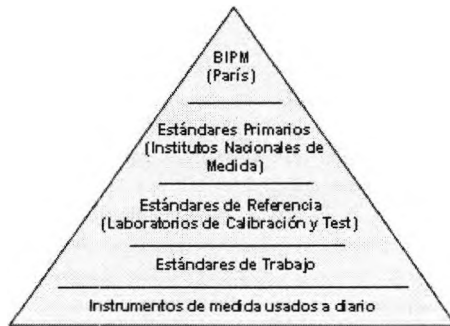 BIPM
(París)
Estándares Primarios
(Institutos Nacionales de
Medida)
Estándares de Referencia
(Laboratorios de Calibración y Test)
Estándares de Trabajo
Instrumentos de medida usados a diario